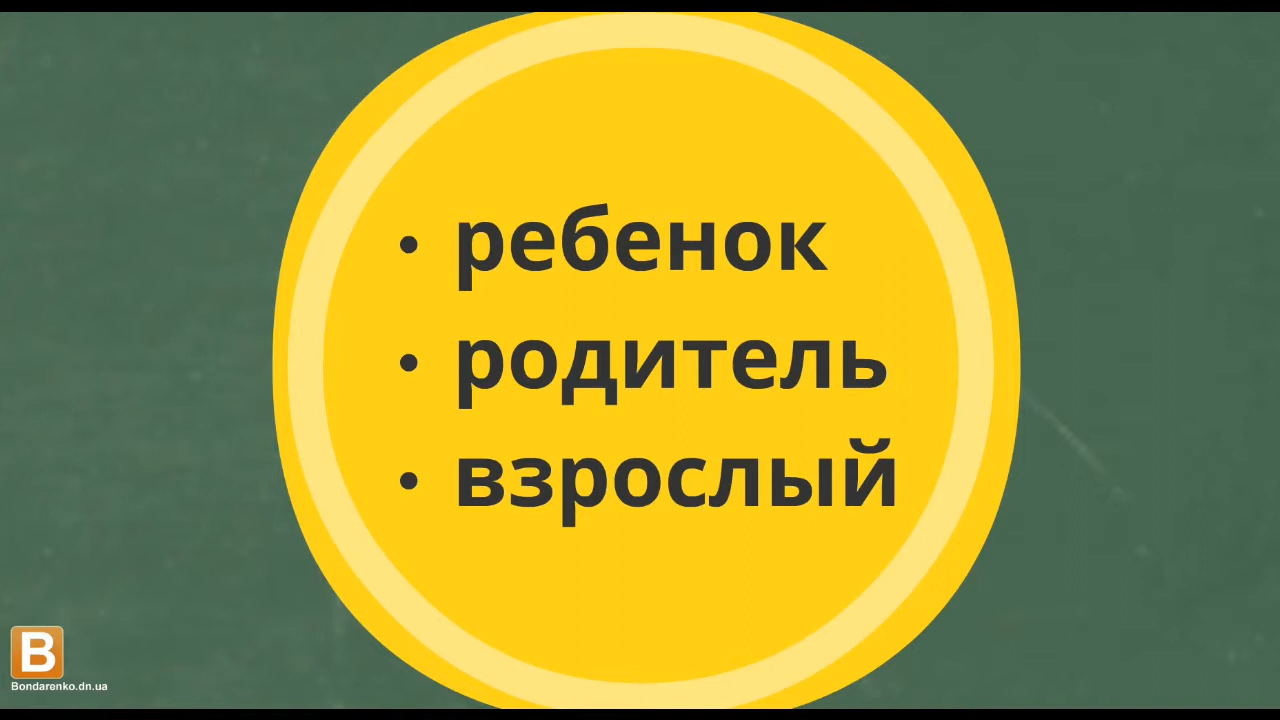 • ребенок
• родитель
• взрослый
B
Bondarenko.dn.ua